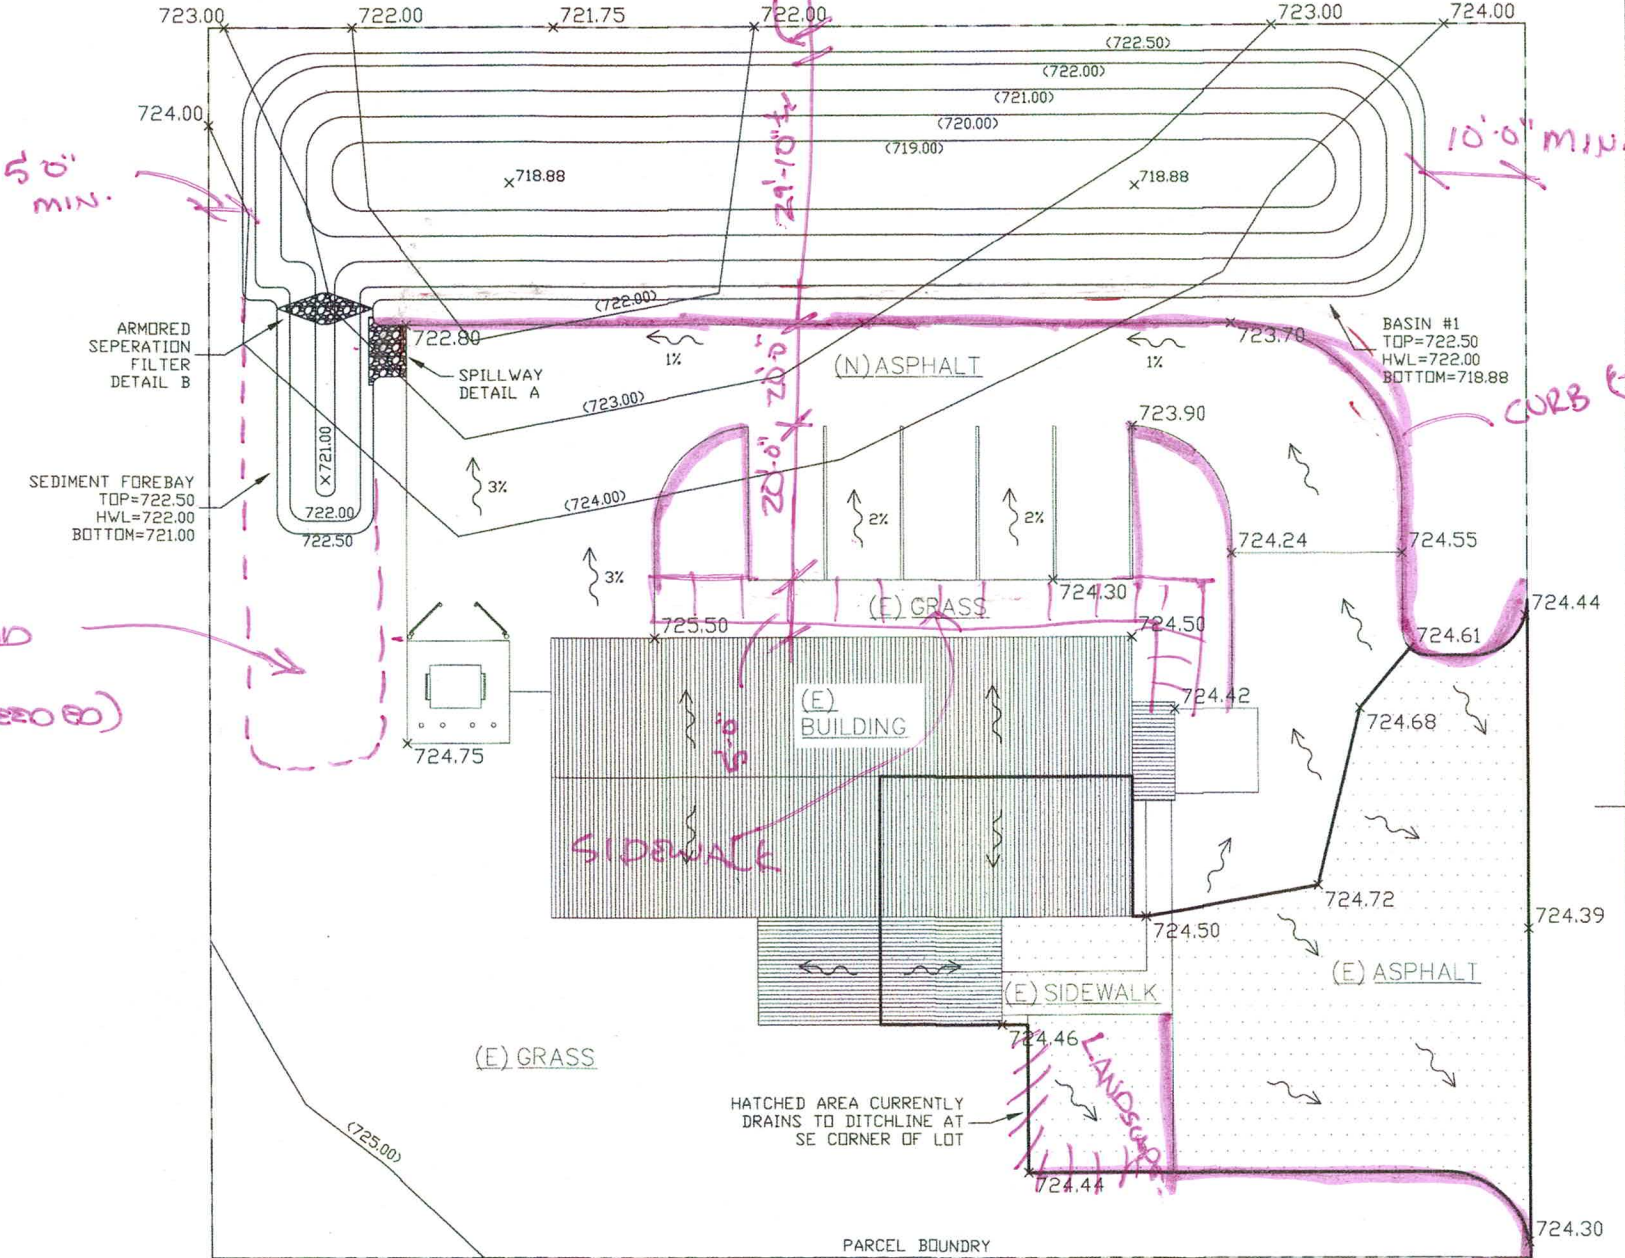 723.00
722.00
721.75
722.00
723.00
724.00
(722.50)
(722.00)
(721.00)
(720.00)
(719.00)
724.00
5'0"
MIN.
718.88
718.88
29'-10"
10'-0" MIN.
(722.00)
ARMORED
SEPERATION
FILTER
DETAIL B
722.80
1%
(N) ASPHALT
1%
723.70
BASIN #1
TOP=722.50
HWL=722.00
BOTTOM=718.88
SPILLWAY
DETAIL A
(723.00)
20'-0"
CURB
723.90
721.00
SEDIMENT FOREBAY
TOP=722.50
HWL=722.00
BOTTOM=721.00
3%
(724.00)
20'-0"
2%
2%
722.00
722.50
724.24
724.55
3%
(E) GRASS
724.30
724.44
725.50
724.50
724.61
(E)
BUILDING
724.42
724.68
5'-0"
724.75
SIDEWALK
724.72
724.50
724.39
(E) ASPHALT
(E) SIDEWALK
724.46
(E) GRASS
LANDSCAPE
HATCHED AREA CURRENTLY
DRAINS TO DITCHLINE AT
SE CORNER OF LOT
(725.00)
724.44
724.30
PARCEL BOUNDRY